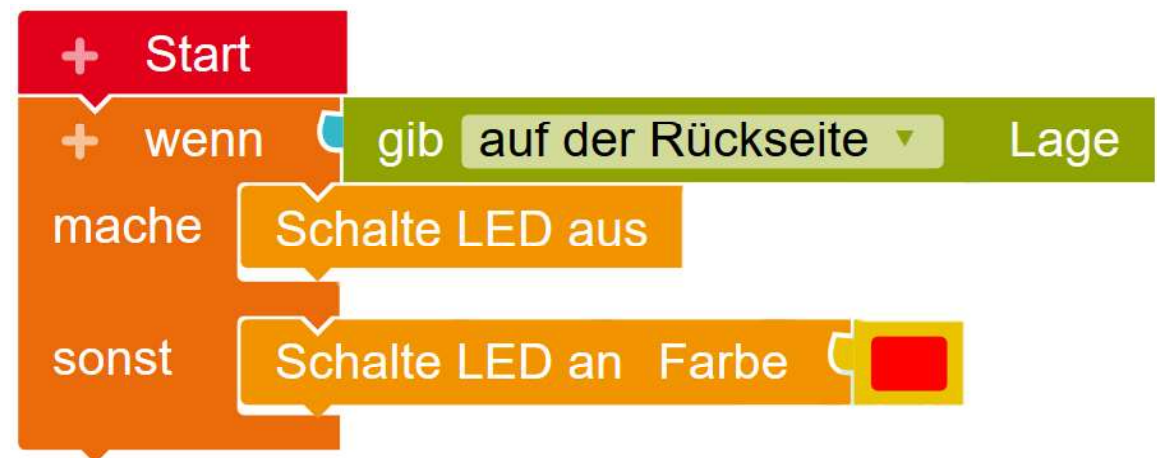 + Start
+ wenn gib auf der Rückseite ▼ Lage
mache Schalte LED aus
sonst Schalte LED an Farbe